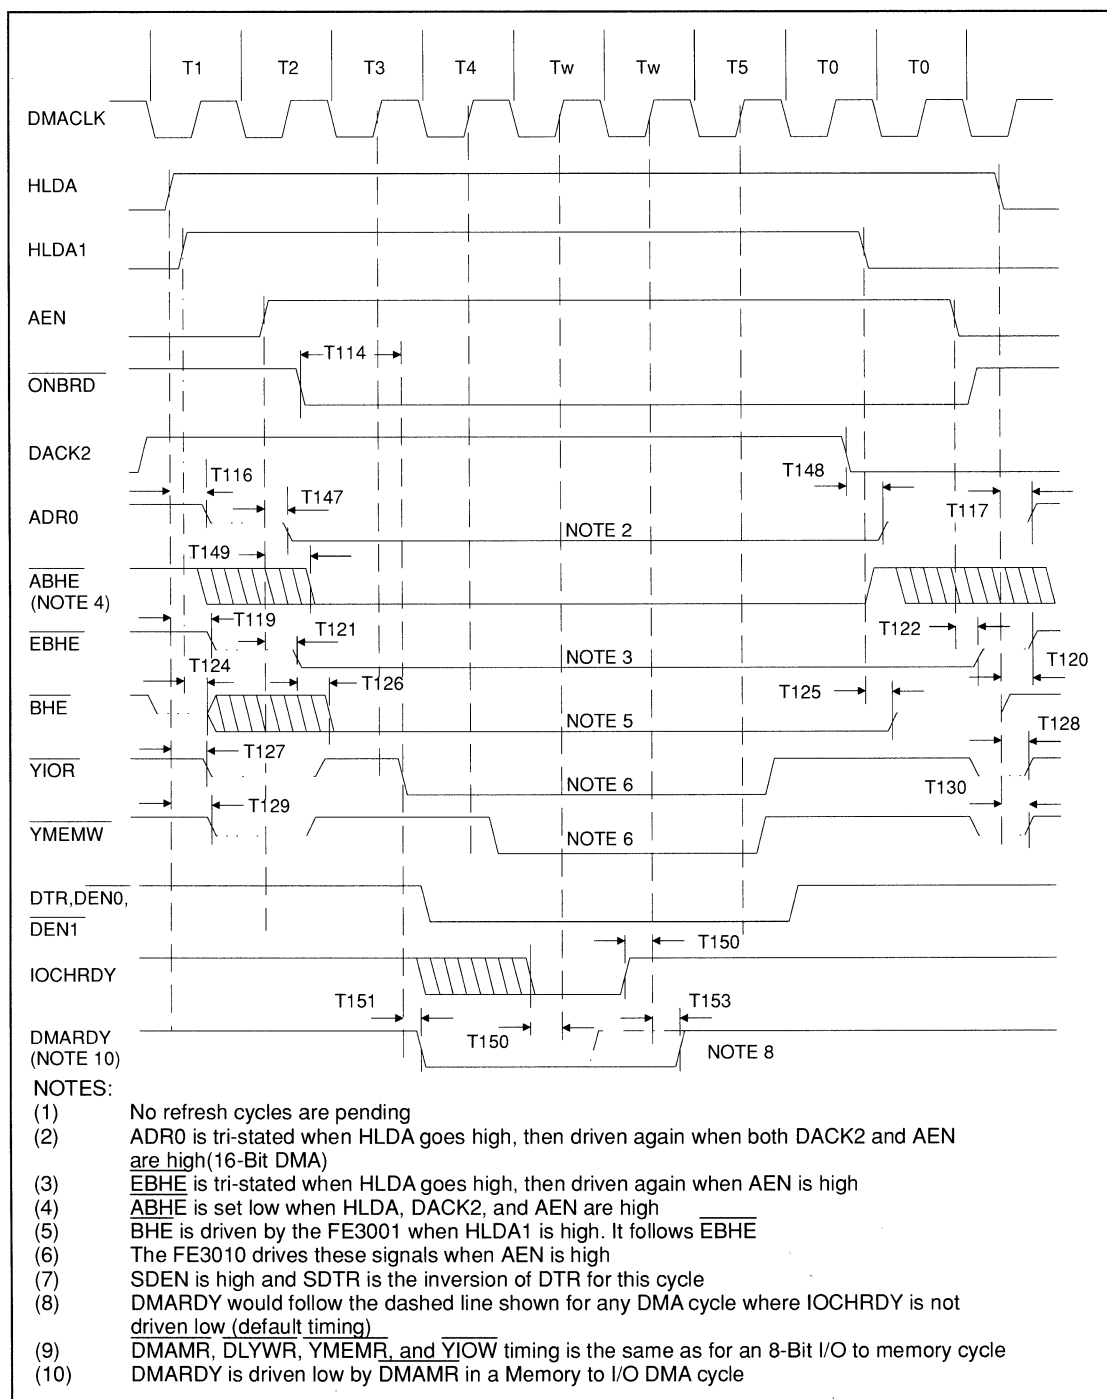 T1 T2 T3 T4 Tw Tw T5 T0 T0
DMACLK
HLDA
HLDA1
AEN
T114
ONBRD
DACK2
T116
T148
T147
T117
ADR0
NOTE 2
T149
ABHE
(NOTE 4)
T119
T121
T122
EBHE
NOTE 3
T120
T124
T126
T125
BHE
NOTE 5
T128
T127
YIOR
NOTE 6
T130
T129
YMEMW
NOTE 6
DTR,DEN0,
DEN1
T150
IOCHRDY
T151
T153
T150
DMARDY
(NOTE 10)
NOTE 8
NOTES:
(1) No refresh cycles are pending
(2) ADR0 is tri-stated when HLDA goes high, then driven again when both DACK2 and AEN
are high(16-Bit DMA)
(3) EBHE is tri-stated when HLDA goes high, then driven again when AEN is high
(4) ABHE is set low when HLDA, DACK2, and AEN are high
(5) BHE is driven by the FE3001 when HLDA1 is high. It follows EBHE
(6) The FE3010 drives these signals when AEN is high
(7) SDEN is high and SDTR is the inversion of DTR for this cycle
(8) DMARDY would follow the dashed line shown for any DMA cycle where IOCHRDY is not
driven low (default timing)
(9) DMAMR, DLYWR, YMEMR, and YIOW timing is the same as for an 8-Bit I/O to memory cycle
(10) DMARDY is driven low by DMAMR in a Memory to I/O DMA cycle